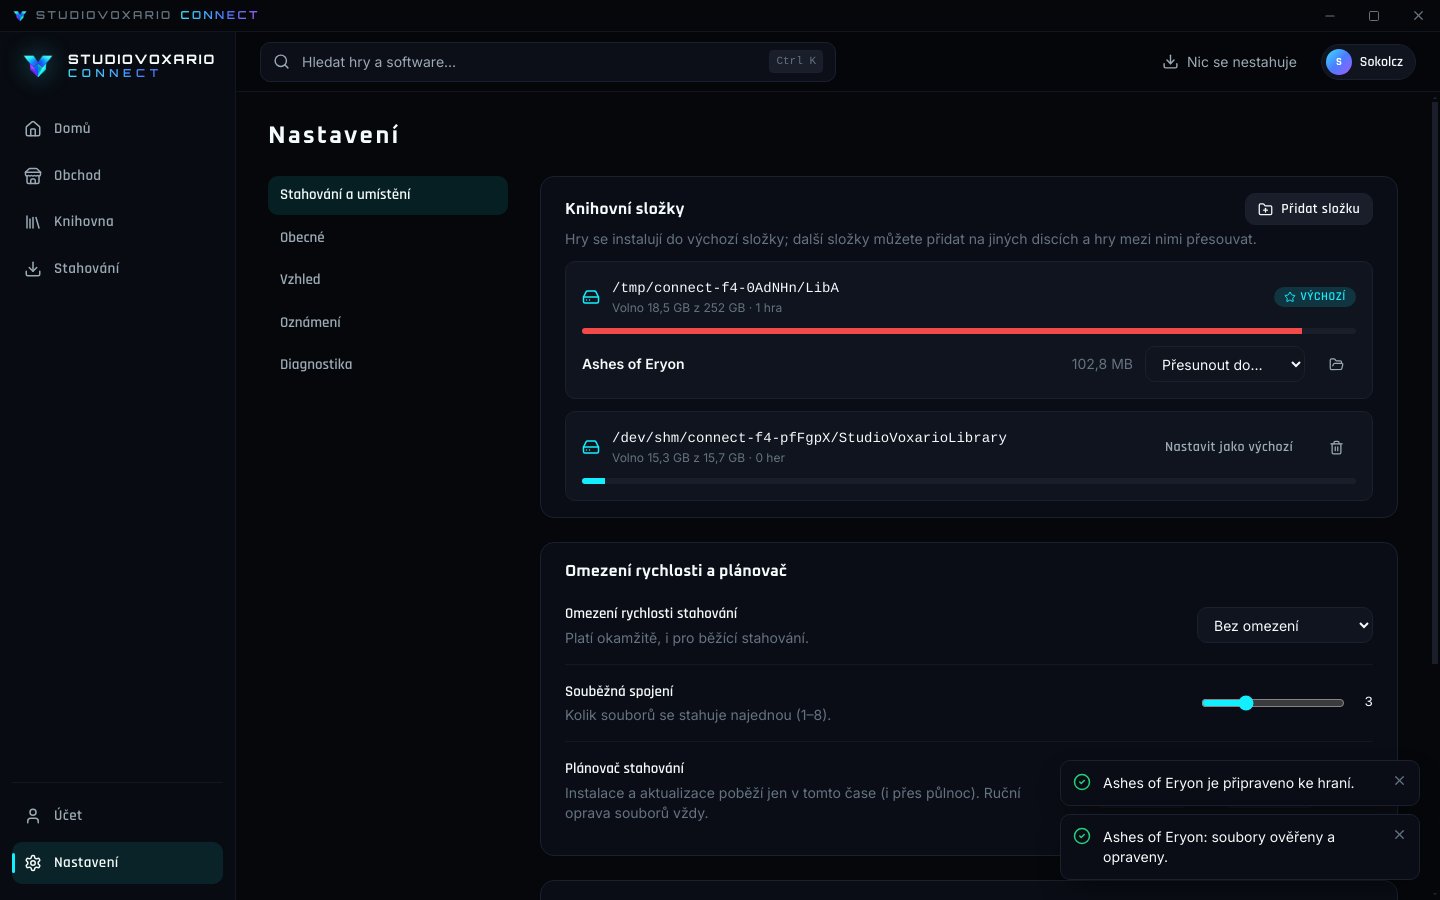 STUDIOVOXARIO CONNECT
STUDIOVOXARIO
CONNECT
Hledat hry a software...
Ctrl K
Nic se nestahuje
S
Sokolcz
Domů
Obchod
Knihovna
Stahování
Účet
Nastavení
Nastavení
Stahování a umístění
Obecné
Vzhled
Oznámení
Diagnostika
Knihovní složky
Přidat složku
Hry se instalují do výchozí složky; další složky můžete přidat na jiných discích a hry mezi nimi přesouvat.
/tmp/connect-f4-0AdNHn/LibA
Volno 18,5 GB z 252 GB · 1 hra
VÝCHOZÍ
Ashes of Eryon
102,8 MB
Přesunout do...
/dev/shm/connect-f4-pfFgpX/StudioVoxarioLibrary
Volno 15,3 GB z 15,7 GB · 0 her
Nastavit jako výchozí
Omezení rychlosti a plánovač
Omezení rychlosti stahování
Platí okamžitě, i pro běžící stahování.
Bez omezení
Souběžná spojení
Kolik souborů se stahuje najednou (1–8).
3
Plánovač stahování
Instalace a aktualizace poběží jen v tomto čase (i přes půlnoc). Ruční
oprava souborů vždy.
Ashes of Eryon je připraveno ke hraní.
Ashes of Eryon: soubory ověřeny a
opraveny.